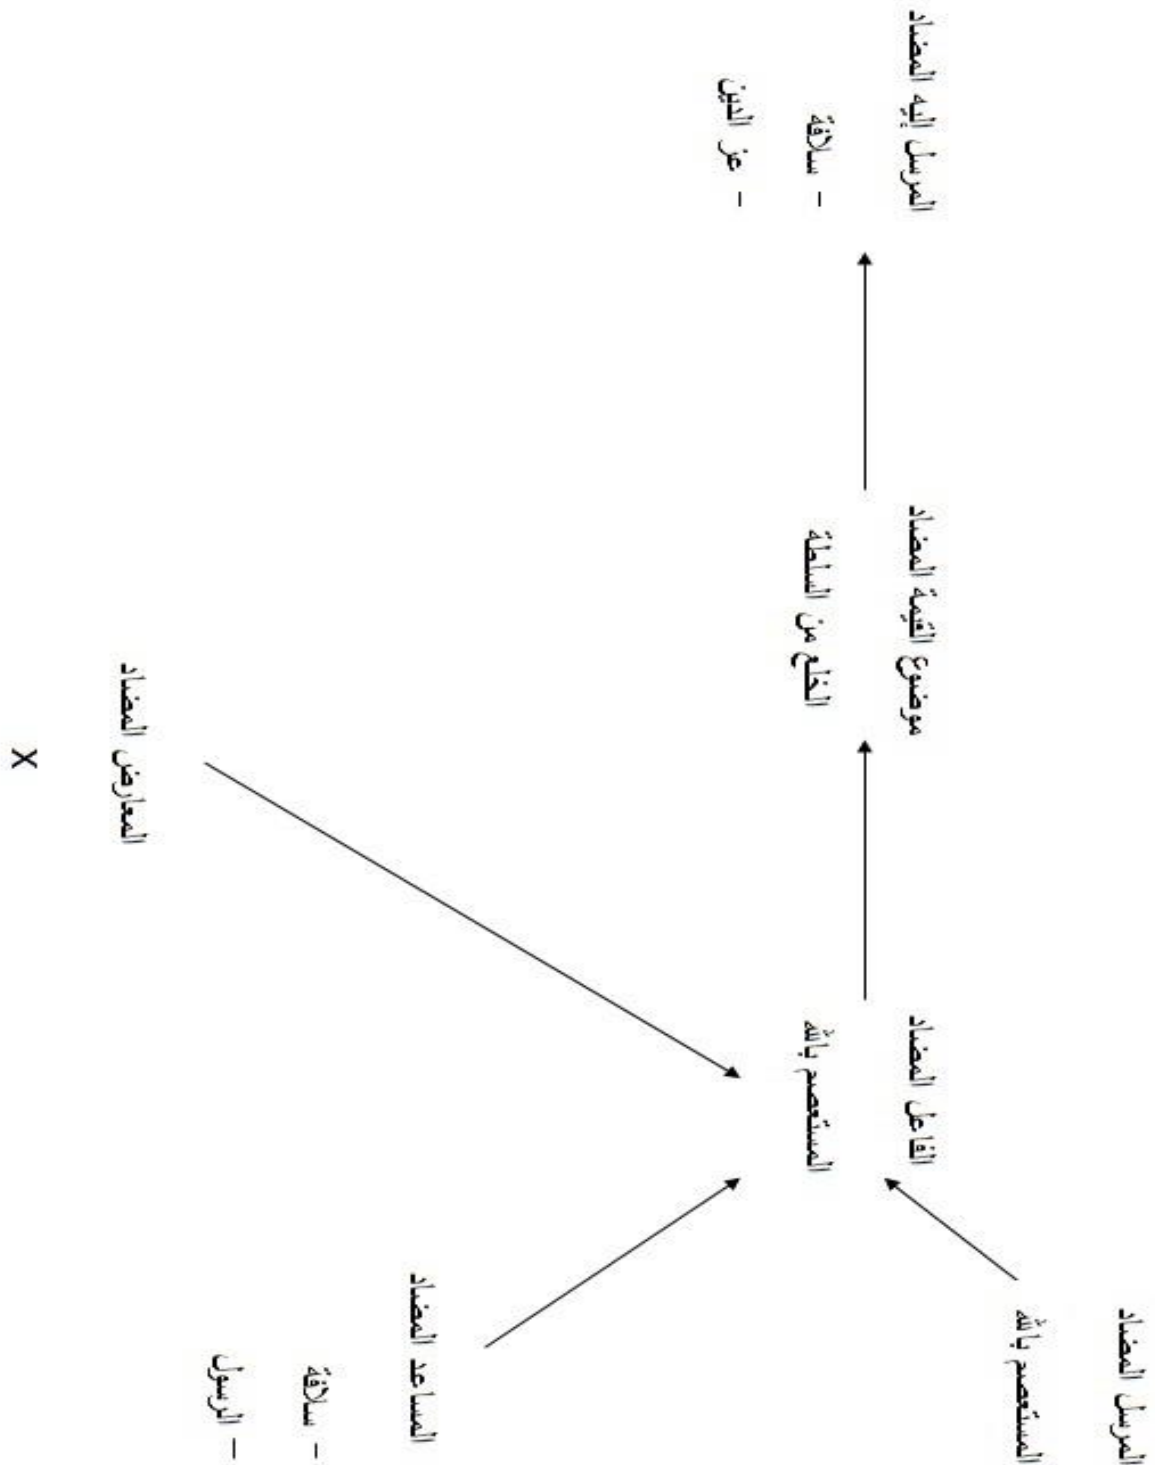 المرسل المضاد
المستعصم بالله
الفاعل المضاد
المستعصم بالله
موضوع القيمة المضاد
الخلع من السلطة
المرسل إليه المضاد
- سلافة
- عز الدين
المساعد المضاد
- سلافة
- الرسول
المعارض المضاد
X